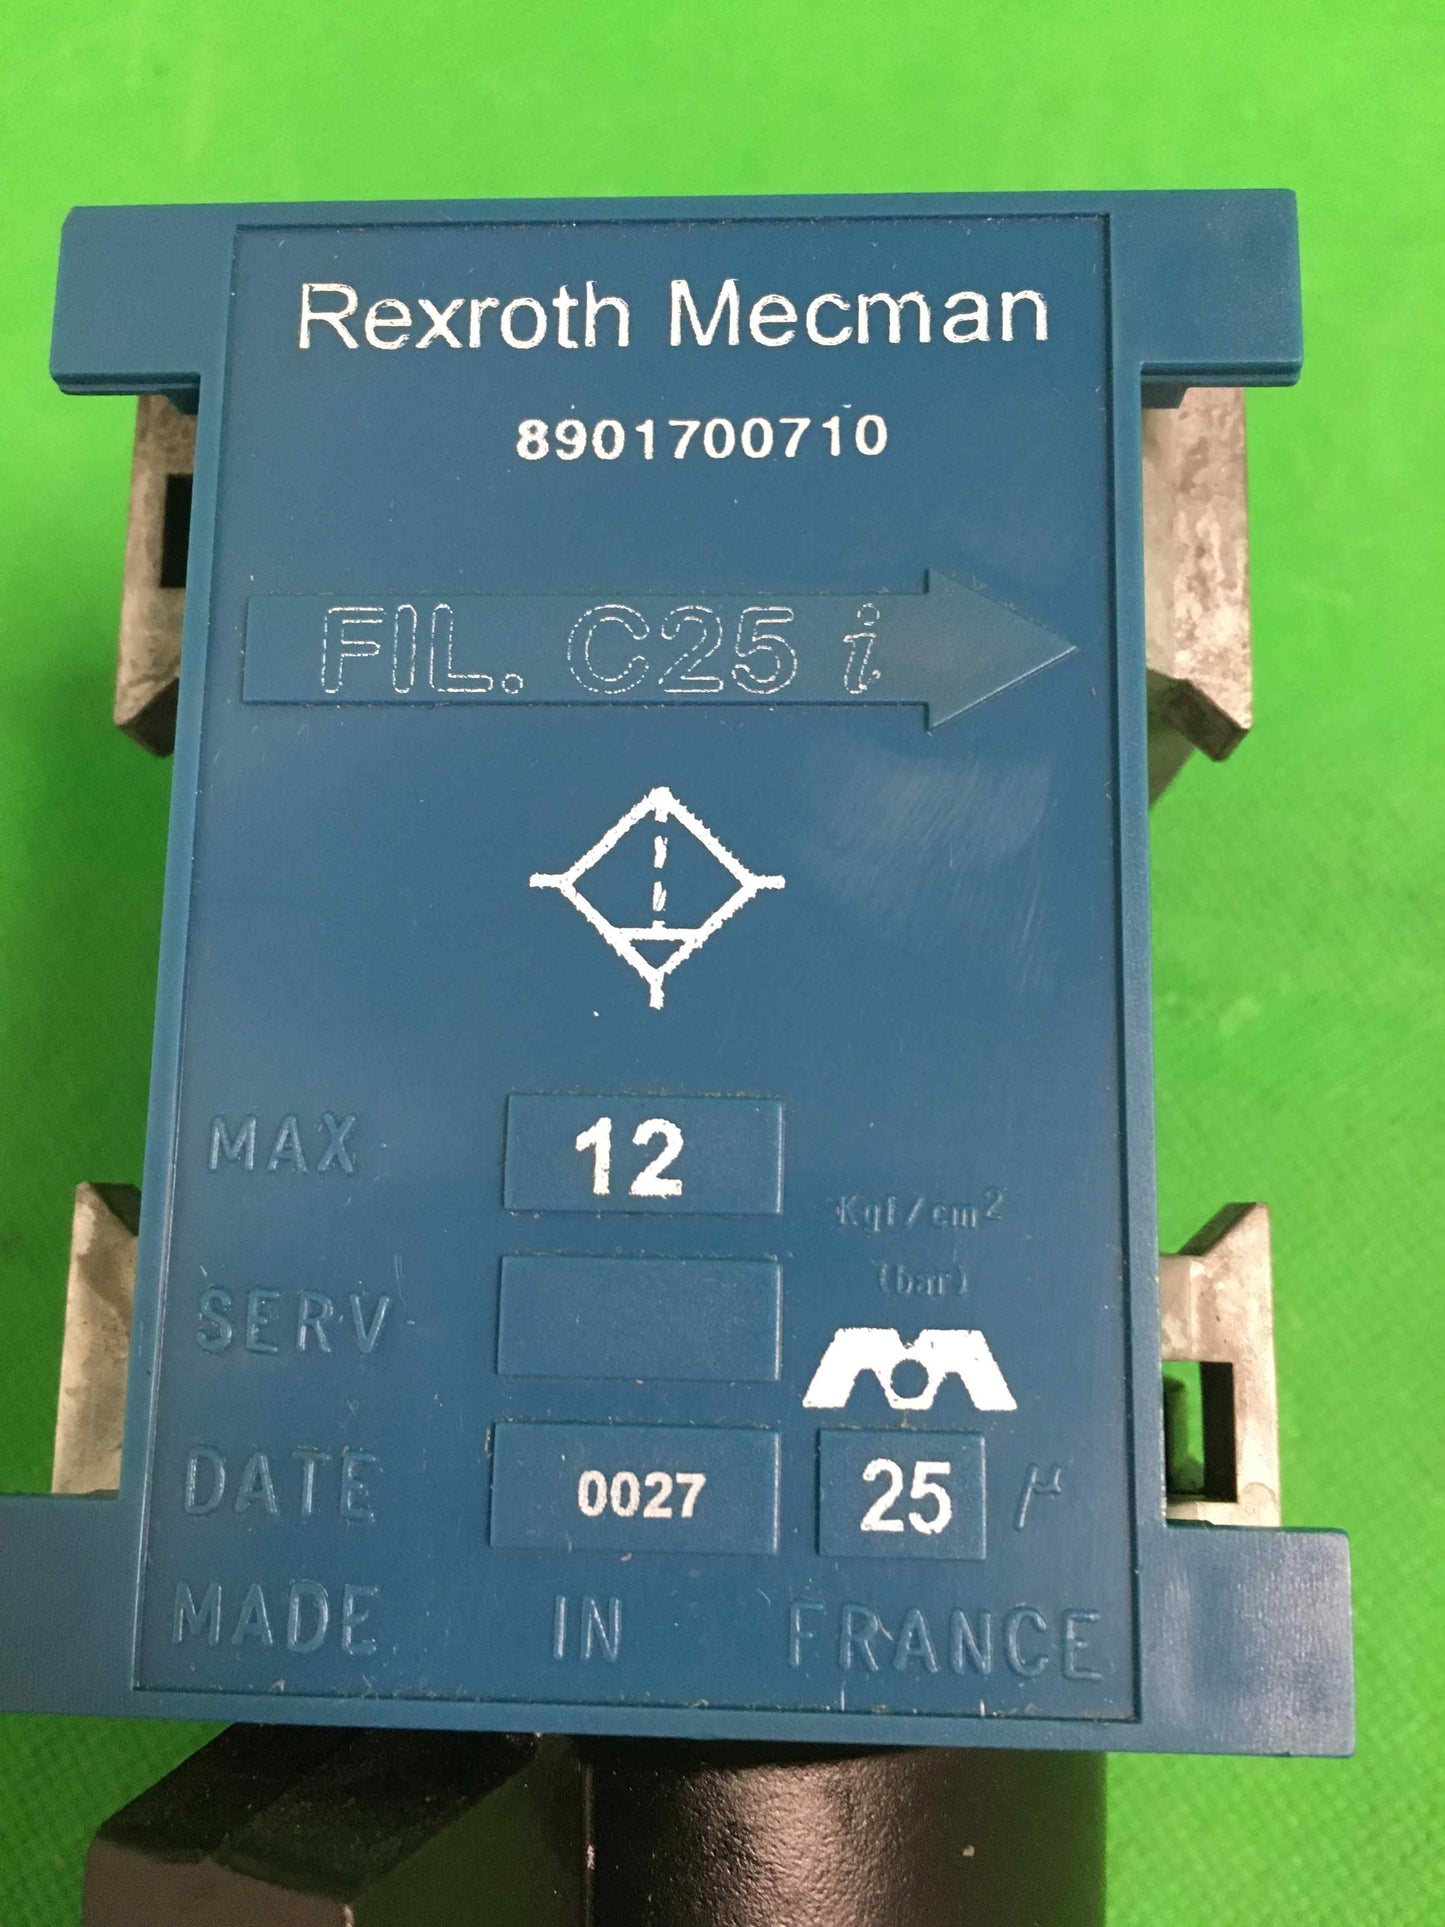 Rexroth Mecman
8901700710
FIL. C25 i
MAX 12
Kgf/cm²
(bar)
SERV
DATE 0027 25 µ
MADE IN FRANCE